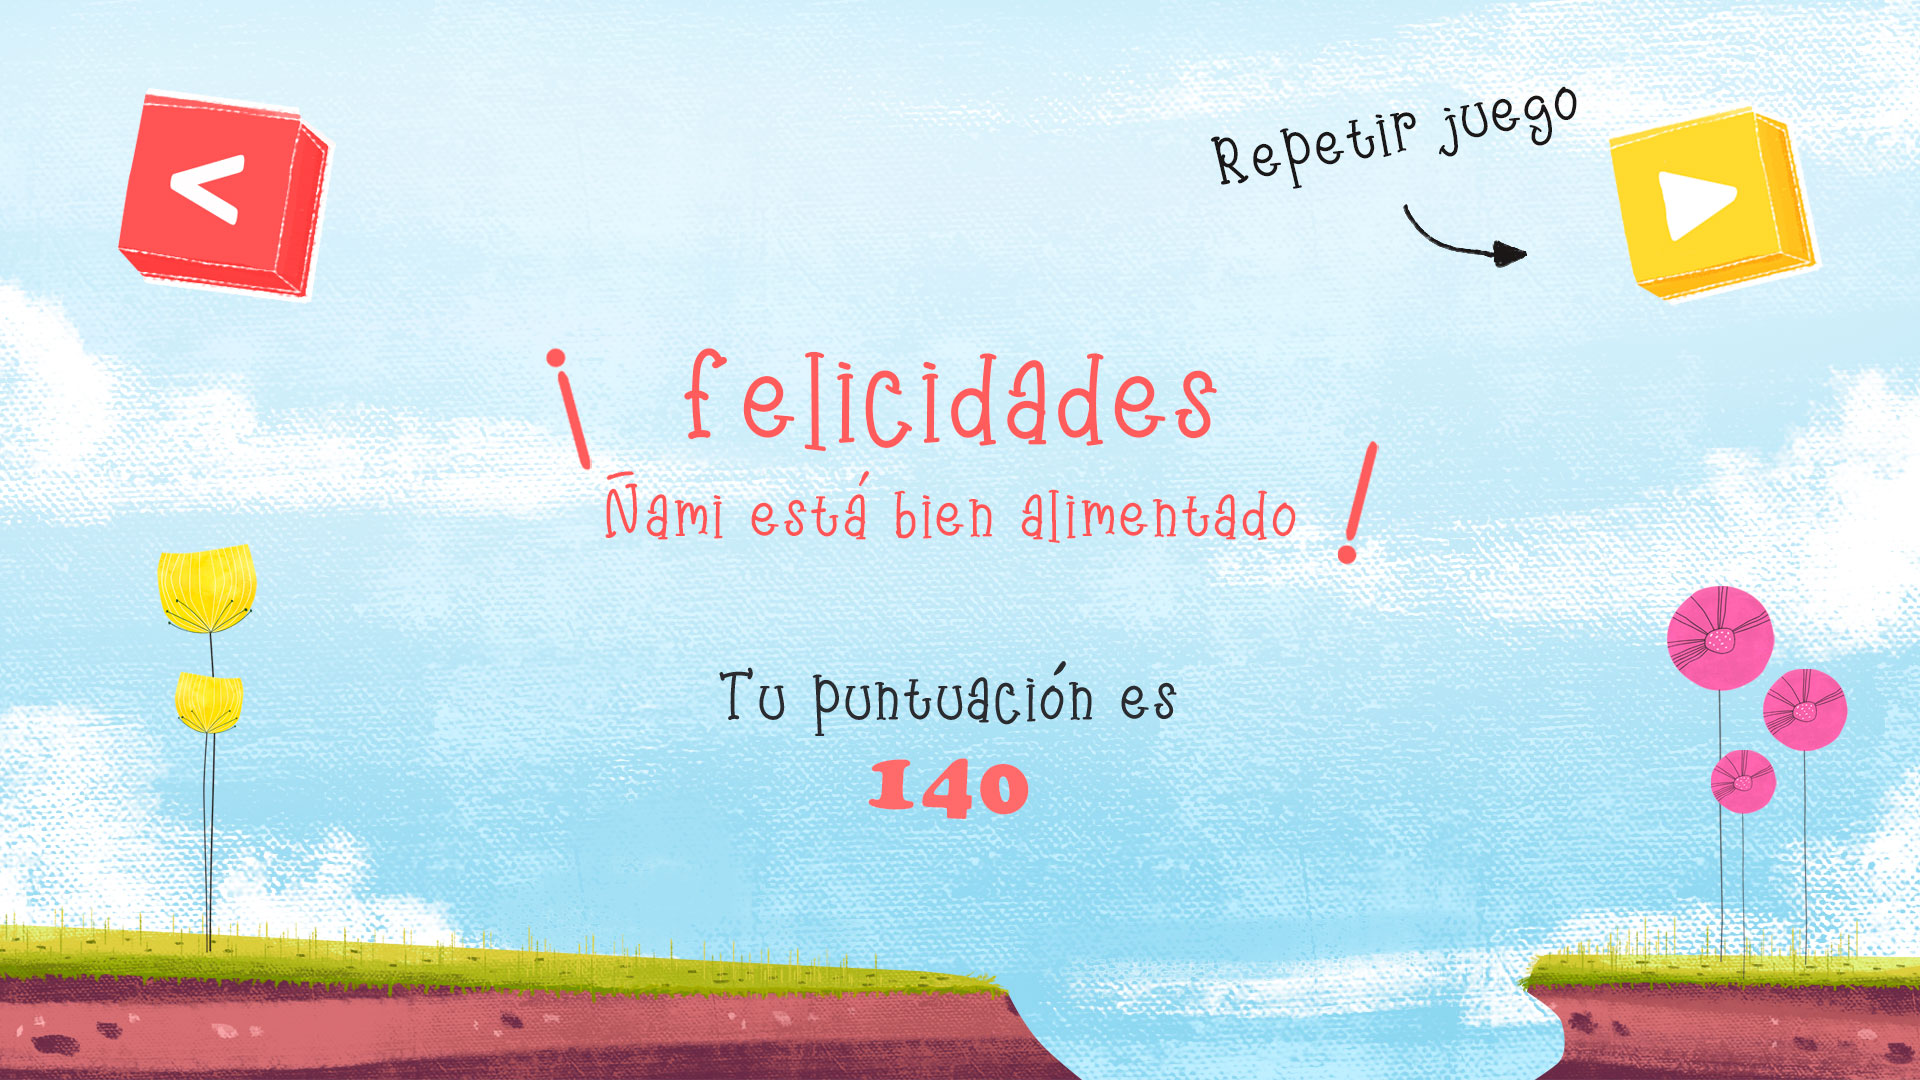 <
Repetir juego
¡felicidades
Ñami está bien alimentado!
Tu puntuación es
140